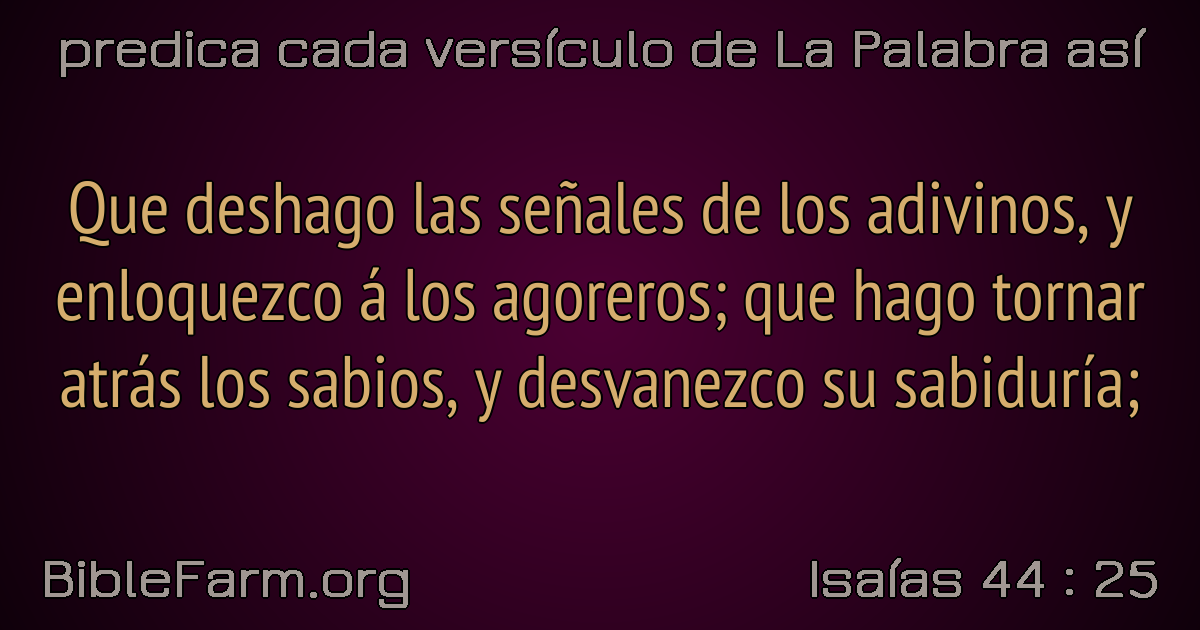 predica cada versículo de La Palabra así
Que deshago las señales de los adivinos, y
enloquezco á los agoreros; que hago tornar
atrás los sabios, y desvanezco su sabiduría;
BibleFarm.org
Isaías 44 : 25